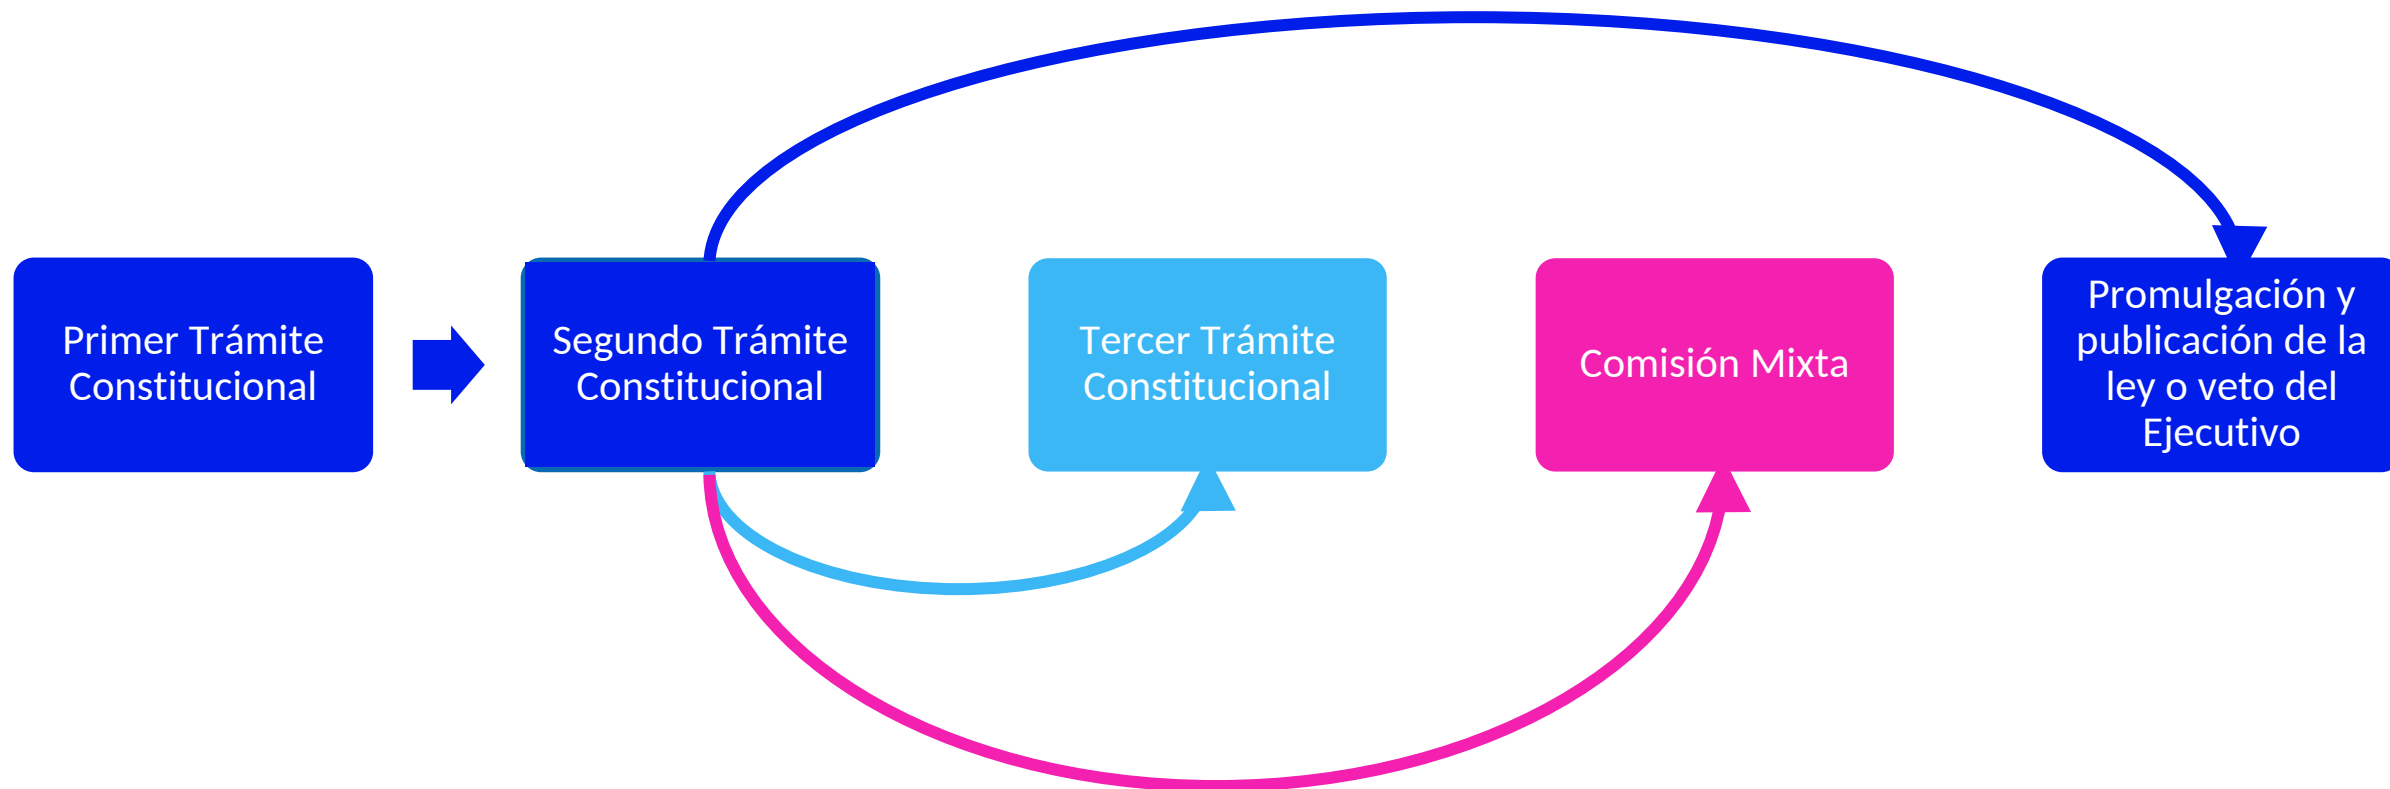 Primer Trámite
Constitucional
Segundo Trámite
Constitucional
Tercer Trámite
Constitucional
Comisión Mixta
Promulgación y
publicación de la
ley o veto del
Ejecutivo